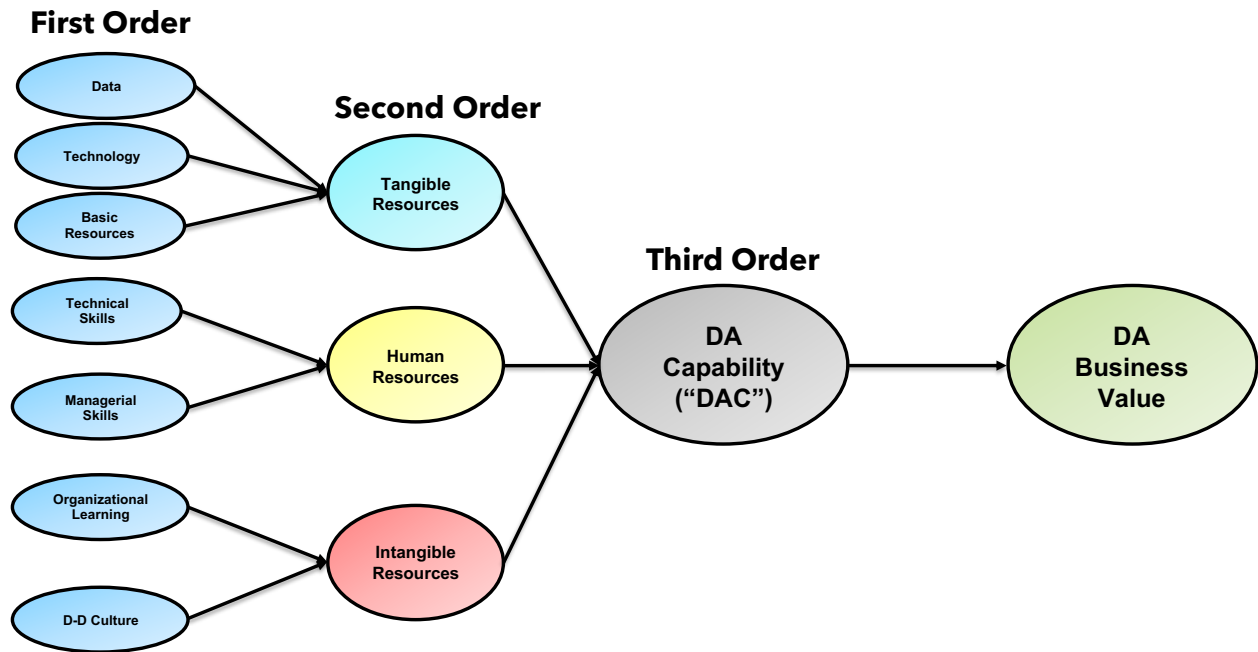 First Order
Data
Technology
Basic
Resources
Technical
Skills
Managerial
Skills
Organizational
Learning
D-D Culture
Second Order
Tangible
Resources
Human
Resources
Intangible
Resources
Third Order
DA
Capability
(“DAC”)
DA
Business
Value